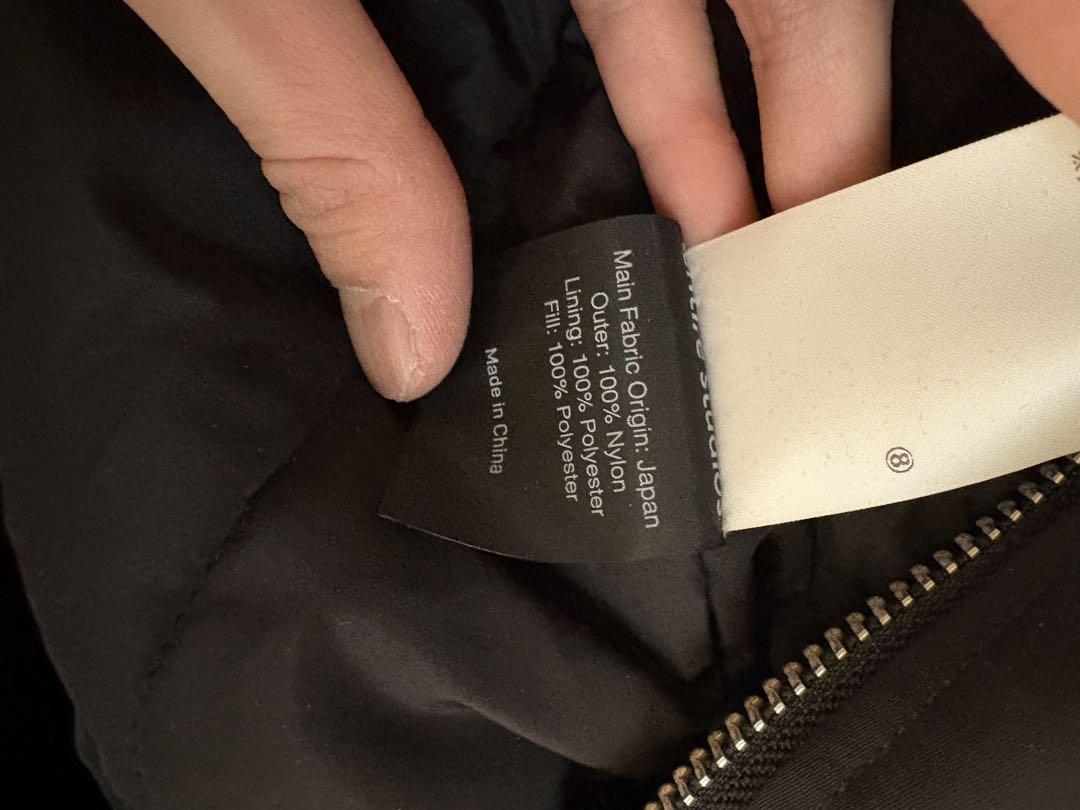 Main Fabric Origin: Japan
Outer: 100% Nylon
Lining: 100% Polyester
Fill: 100% Polyester
Made in China
8